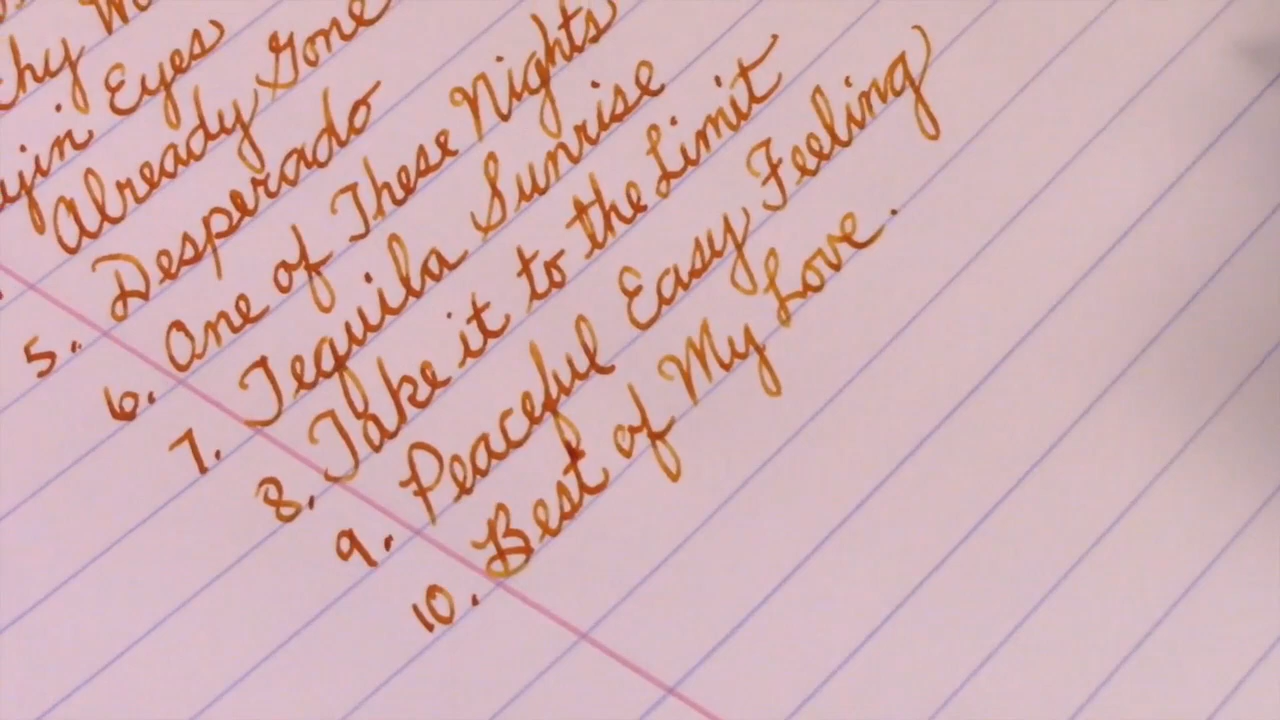 Eyes
Already Gone
5. Desperado
6. One of These Nights
7. Tequila Sunrise
8. Take it to the Limit
9. Peaceful Easy Feeling
10. Best of My Love.